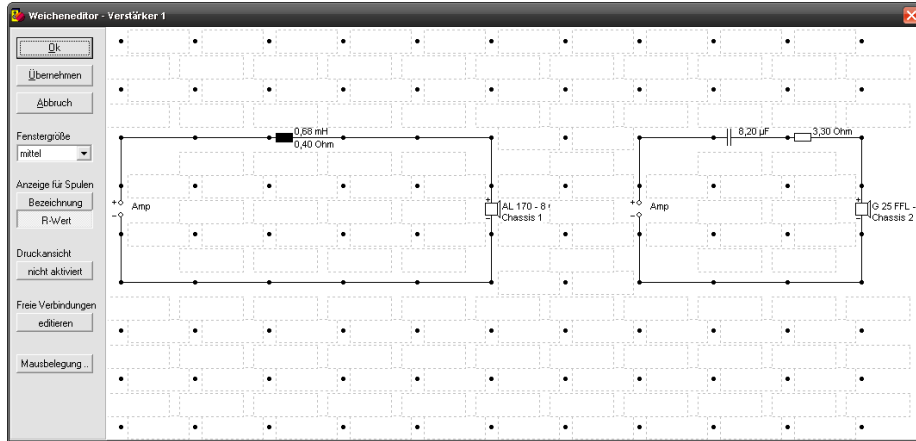 Weicheneditor - Verstärker 1
Ok
Übernehmen
Abbruch
Fenstergröße
mittel
Anzeige für Spulen
Bezeichnung
R-Wert
Druckansicht
nicht aktiviert
Freie Verbindungen
editieren
Mausbelegung ..
0,68 mH
0,40 Ohm
+
Amp
-
+
AL 170 - 8
Chassis 1
-
8,20 µF
3,30 Ohm
+
Amp
-
+
G 25 FFL -
Chassis 2
-